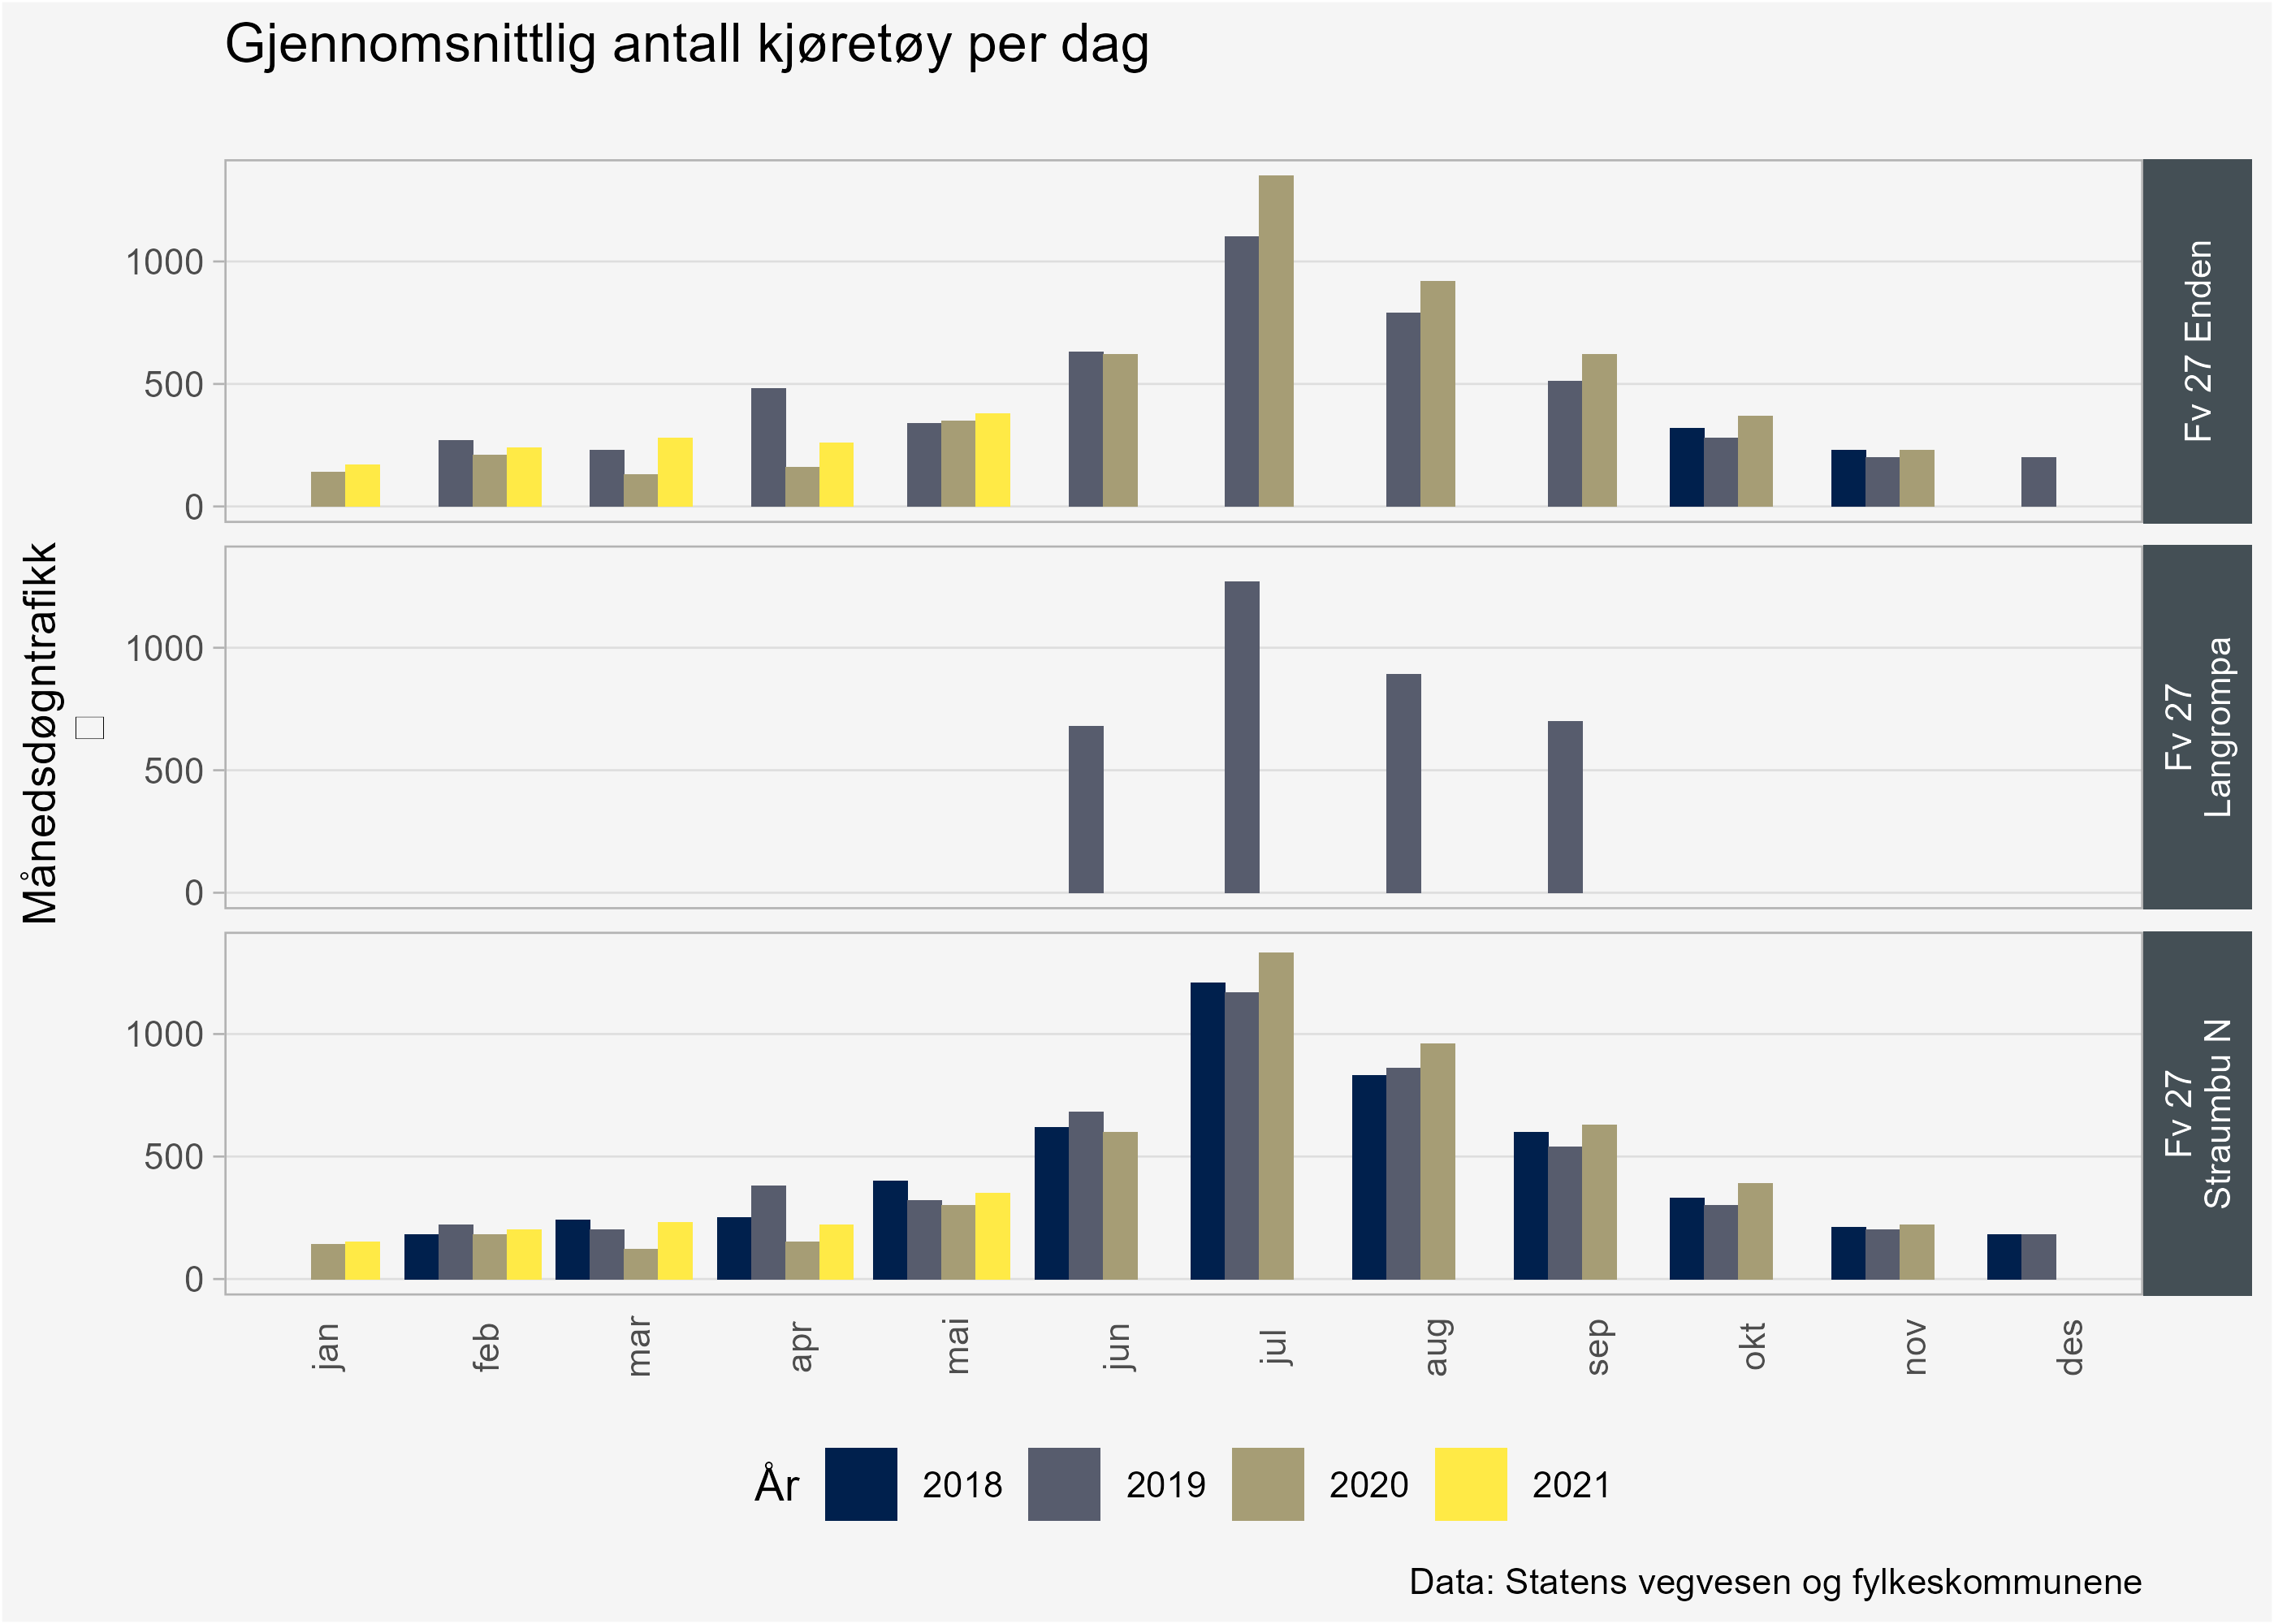 Gjennomsnittlig antall kjøretøy per dag
Månedsdøgntrafikk
1000
500
0
Fv 27 Enden
1000
500
0
Fv 27
Langrompa
1000
500
0
Fv 27
Straumbu N
jan feb mar apr mai jun jul aug sep okt nov des
År 2018 2019 2020 2021
Data: Statens vegvesen og fylkeskommunene